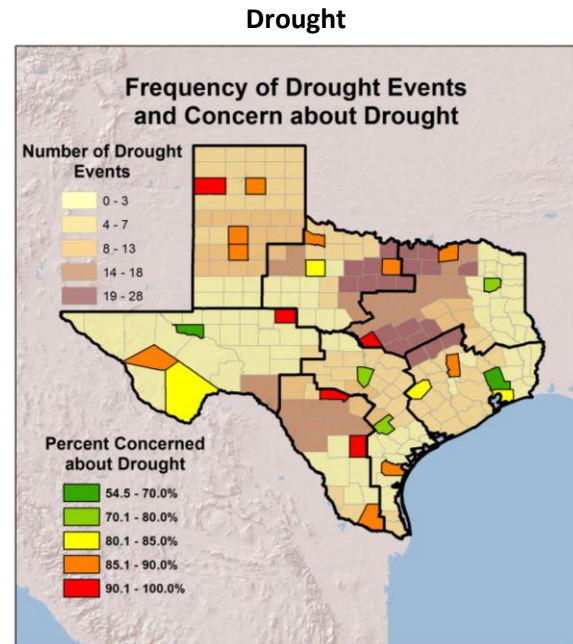 Drought
Frequency of Drought Events
and Concern about Drought
Number of Drought
Events
0 - 3
4 - 7
8 - 13
14 - 18
19 - 28
Percent Concerned
about Drought
54.5 - 70.0%
70.1 - 80.0%
80.1 - 85.0%
85.1 - 90.0%
90.1 - 100.0%